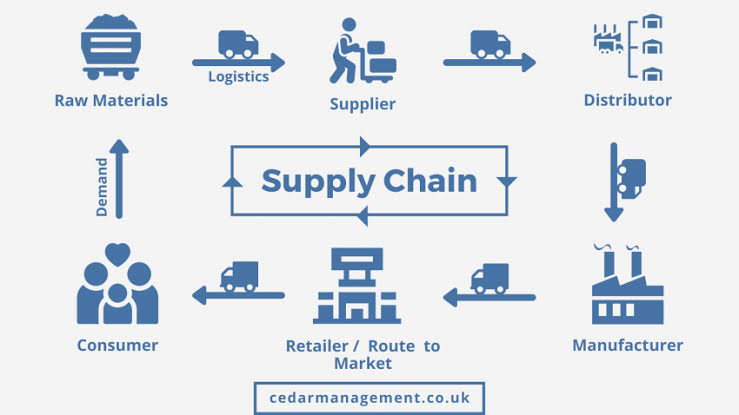 Logistics
Raw Materials
Supplier
Distributor
Demand
Supply Chain
Consumer
Retailer / Route to
Market
Manufacturer
cedarmanagement.co.uk